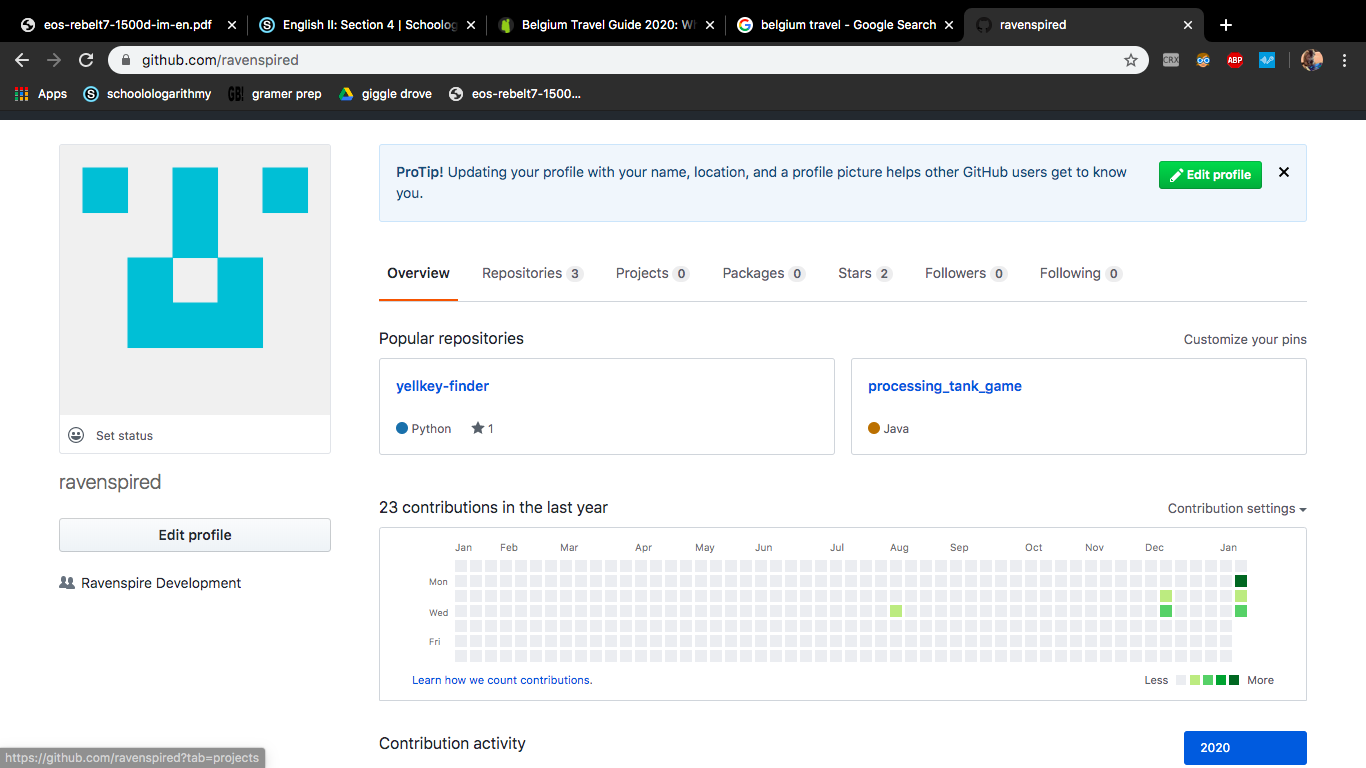 eos-rebelt7-1500d-im-en.pdf
English II: Section 4 | Schoolog
Belgium Travel Guide 2020: Wh
belgium travel - Google Search
ravenspired
github.com/ravenspired
CRX
ABP
Apps
schoolologarithmy
GB!
gramer prep
giggle drove
eos-rebelt7-1500...
ProTip! Updating your profile with your name, location, and a profile picture helps other GitHub users get to know
you.
Edit profile
Overview
Repositories 3
Projects 0
Packages 0
Stars 2
Followers 0
Following 0
Set status
ravenspired
Edit profile
Ravenspire Development
Popular repositories
Customize your pins
yellkey-finder
Python 1
processing_tank_game
Java
23 contributions in the last year
Contribution settings
Jan Feb Mar Apr May Jun Jul Aug Sep Oct Nov Dec Jan
Mon
Wed
Fri
Learn how we count contributions.
Less
More
Contribution activity
2020
https://github.com/ravenspired?tab=projects